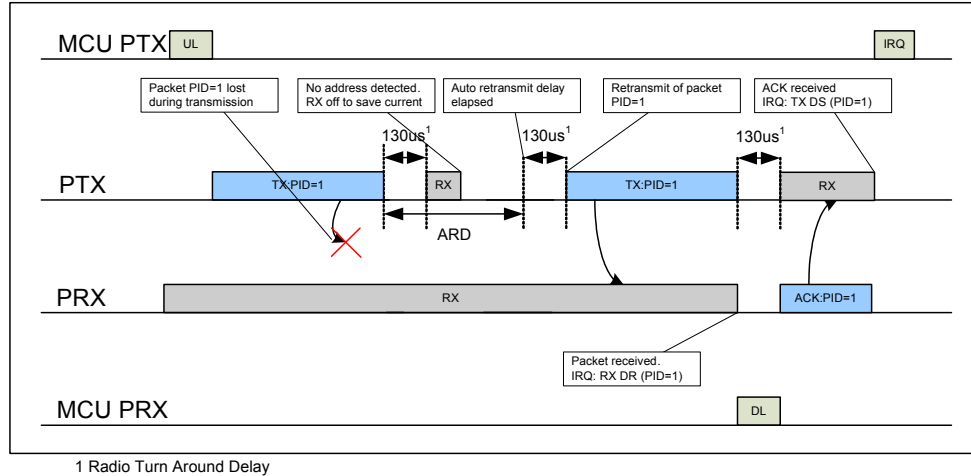 MCU PTX
UL
IRQ
Packet PID=1 lost
during transmission
No address detected.
RX off to save current
Auto retransmit delay
elapsed
Retransmit of packet
PID=1
ACK received
IRQ: TX DS (PID=1)
130us1
130us1
130us1
PTX
TX:PID=1
RX
TX:PID=1
RX
ARD
PRX
RX
ACK:PID=1
Packet received.
IRQ: RX DR (PID=1)
MCU PRX
DL
1 Radio Turn Around Delay